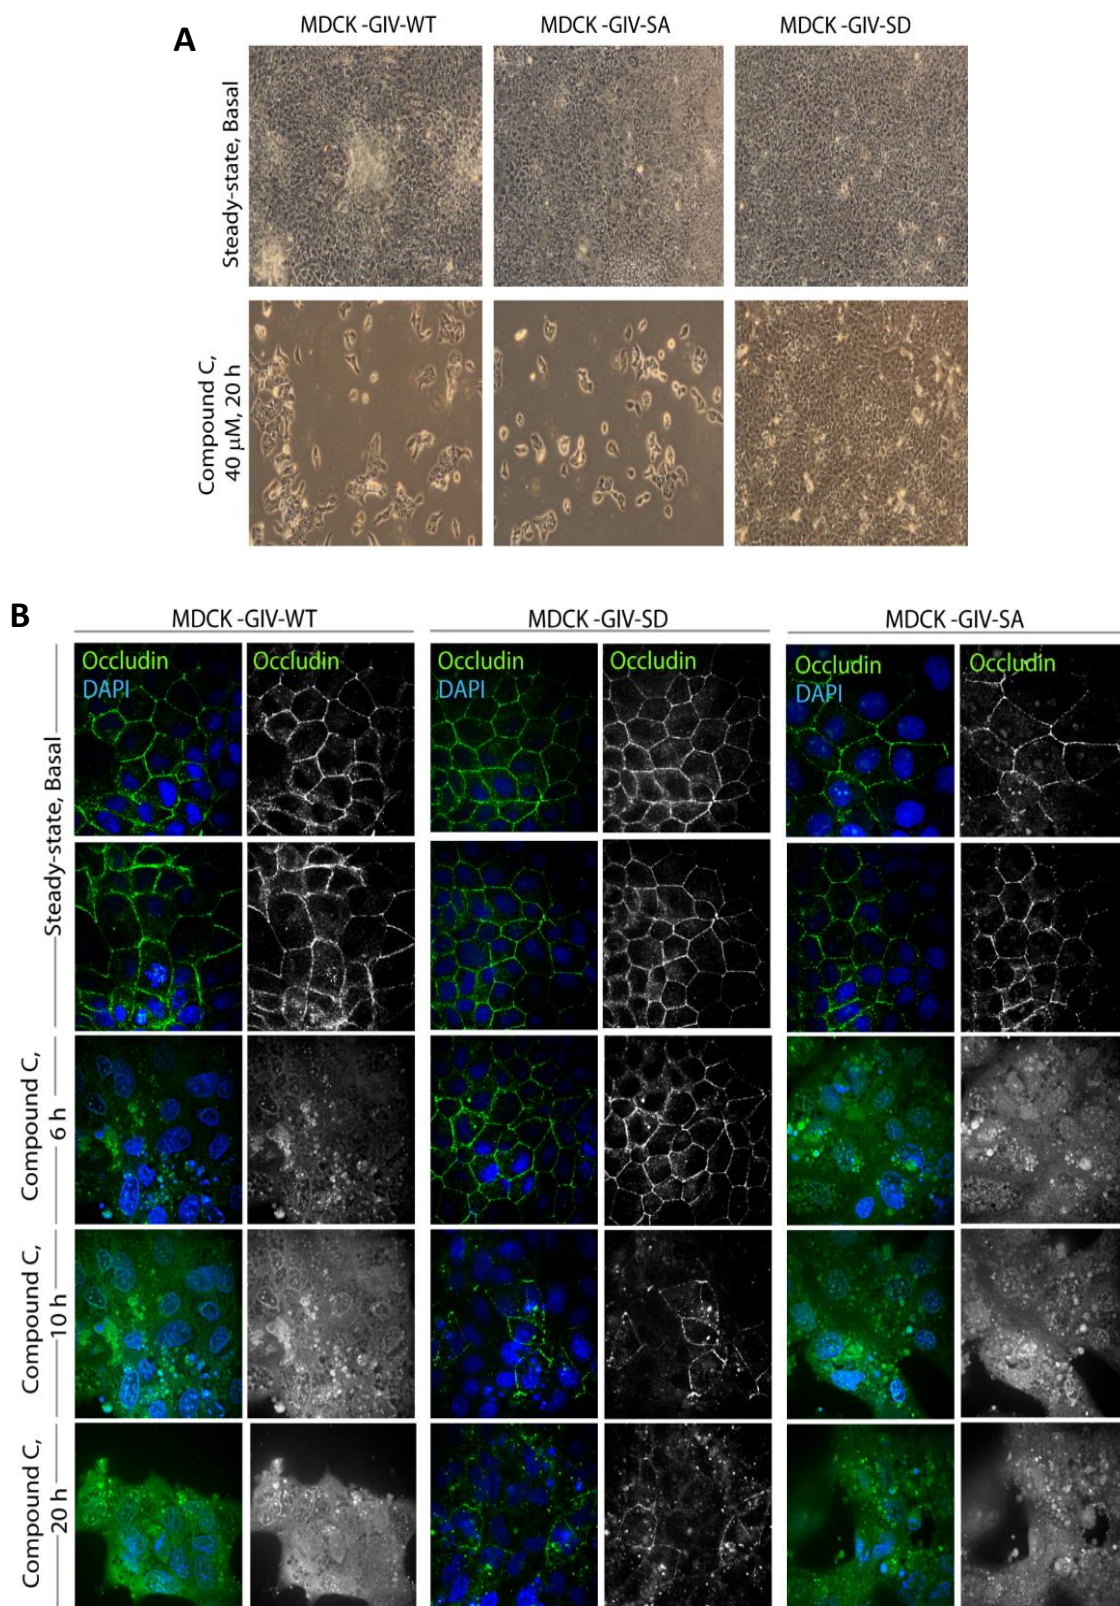 A
MDCK -GIV-WT
MDCK -GIV-SA
MDCK -GIV-SD
Steady-state, Basal
Compound C,
40 µM, 20 h
B
MDCK -GIV-WT
MDCK -GIV-SD
MDCK -GIV-SA
Occludin
DAPI
Occludin
Occludin
DAPI
Occludin
Occludin
DAPI
Occludin
Steady-state, Basal
Compound C,
6 h
Compound C,
10 h
Compound C,
20 h